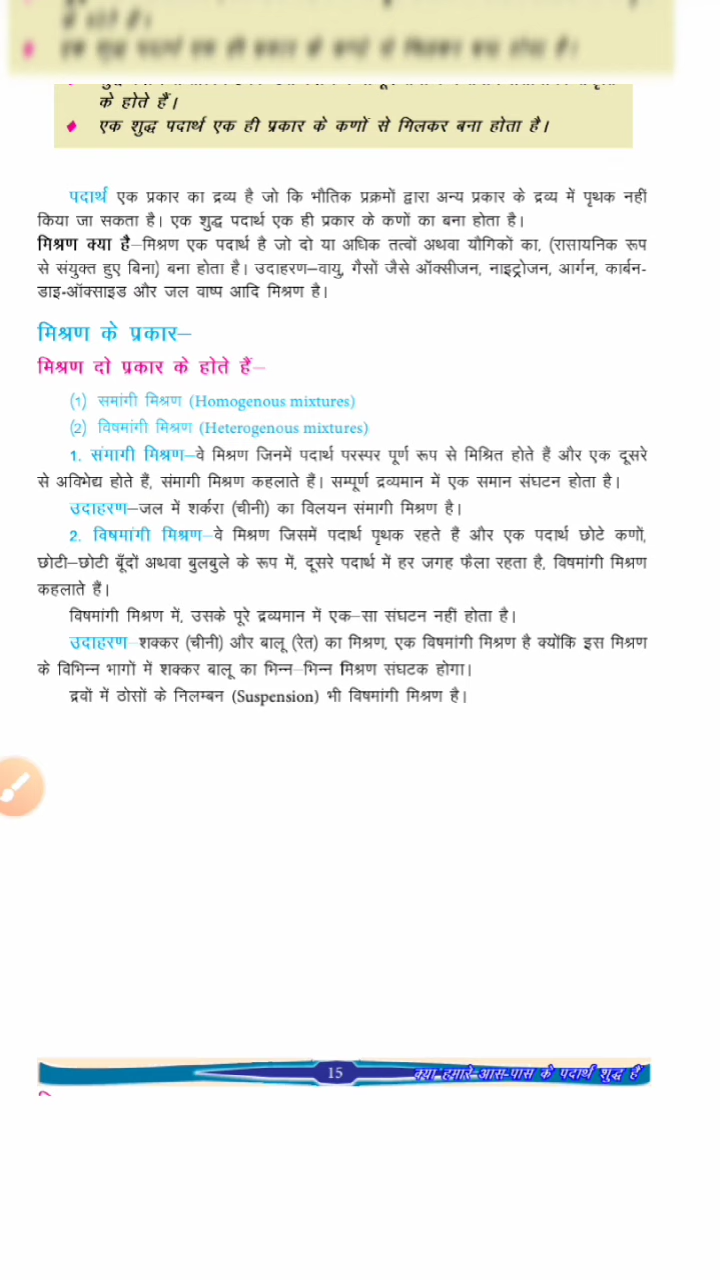 के होते हैं।
♦ एक शुद्ध पदार्थ एक ही प्रकार के कणों से मिलकर बना होता है।
पदार्थ एक प्रकार का द्रव्य है जो कि भौतिक प्रक्रमों द्वारा अन्य प्रकार के द्रव्य में पृथक नहीं
किया जा सकता है। एक शुद्ध पदार्थ एक ही प्रकार के कणों का बना होता है।
मिश्रण क्या है–मिश्रण एक पदार्थ है जो दो या अधिक तत्वों अथवा यौगिकों का, (रासायनिक रूप
से संयुक्त हुए बिना) बना होता है। उदाहरण–वायु, गैसों जैसे ऑक्सीजन, नाइट्रोजन, आर्गन, कार्बन-
डाइ-ऑक्साइड और जल वाष्प आदि मिश्रण है।
मिश्रण के प्रकार–
मिश्रण दो प्रकार के होते हैं–
(1) समांगी मिश्रण (Homogenous mixtures)
(2) विषमांगी मिश्रण (Heterogenous mixtures)
1. संमागी मिश्रण–वे मिश्रण जिनमें पदार्थ परस्पर पूर्ण रूप से मिश्रित होते हैं और एक दूसरे
से अविभेद्य होते हैं, संमागी मिश्रण कहलाते हैं। सम्पूर्ण द्रव्यमान में एक समान संघटन होता है।
उदाहरण–जल में शर्करा (चीनी) का विलयन संमागी मिश्रण है।
2. विषमांगी मिश्रण–वे मिश्रण जिसमें पदार्थ पृथक रहते हैं और एक पदार्थ छोटे कणों,
छोटी–छोटी बूँदों अथवा बुलबुले के रूप में, दूसरे पदार्थ में हर जगह फैला रहता है, विषमांगी मिश्रण
कहलाते हैं।
विषमांगी मिश्रण में, उसके पूरे द्रव्यमान में एक–सा संघटन नहीं होता है।
उदाहरण–शक्कर (चीनी) और बालू (रेत) का मिश्रण, एक विषमांगी मिश्रण है क्योंकि इस मिश्रण
के विभिन्न भागों में शक्कर बालू का भिन्न–भिन्न मिश्रण संघटक होगा।
द्रवों में ठोसों के निलम्बन (Suspension) भी विषमांगी मिश्रण है।
15 क्या हमारे आस-पास के पदार्थ शुद्ध हैं